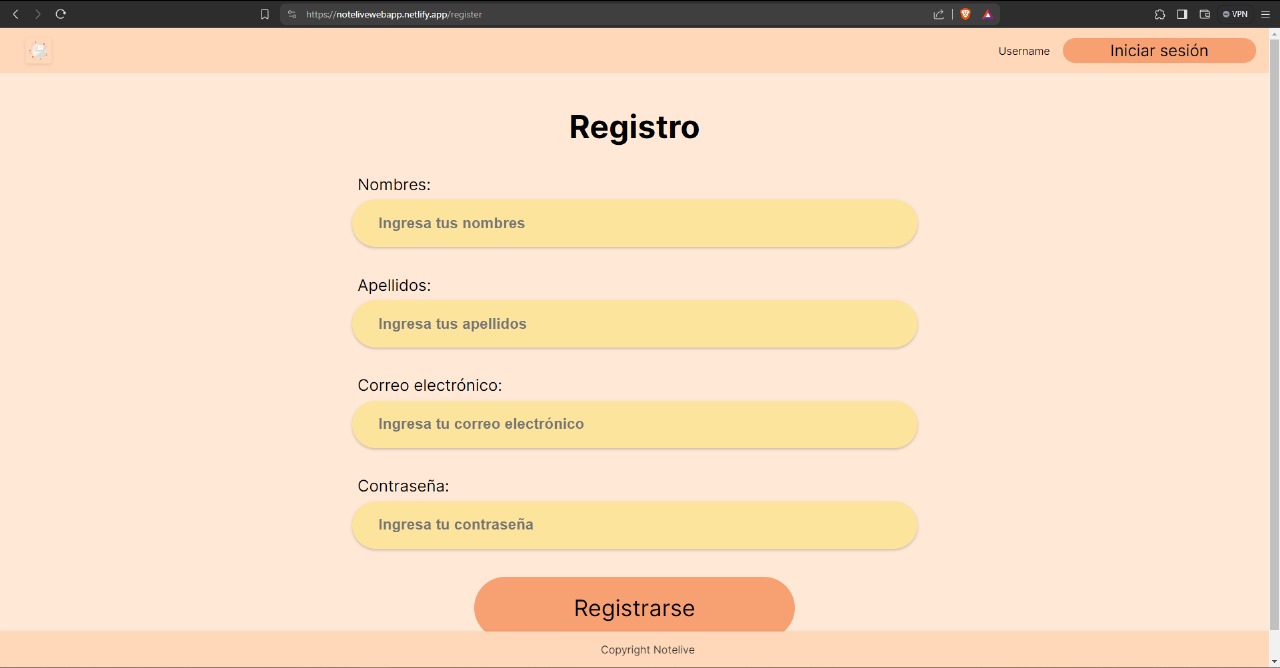 https://notelivewebapp.netlify.app/register
VPN
Username
Iniciar sesión
Registro
Nombres:
Ingresa tus nombres
Apellidos:
Ingresa tus apellidos
Correo electrónico:
Ingresa tu correo electrónico
Contraseña:
Ingresa tu contraseña
Registrarse
Copyright Notelive